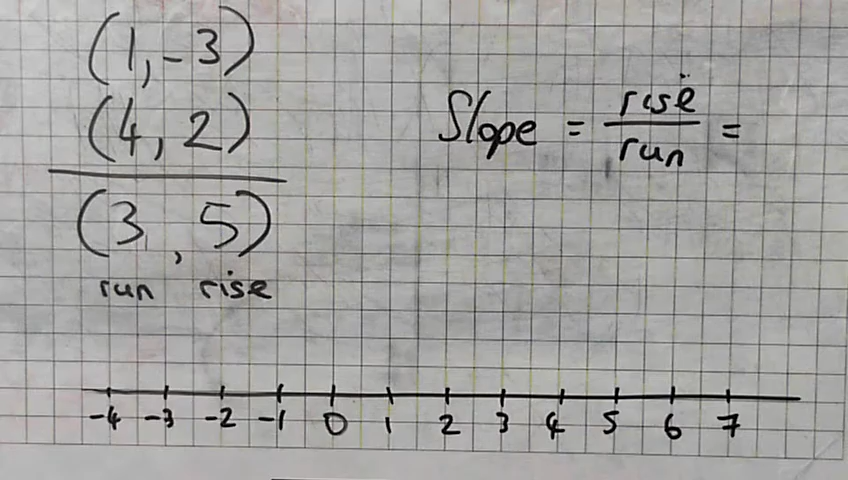 (1, -3)
(4, 2)
(3, 5)
run rise
Slope = rise/run =
-4 -3 -2 -1 0 1 2 3 4 5 6 7